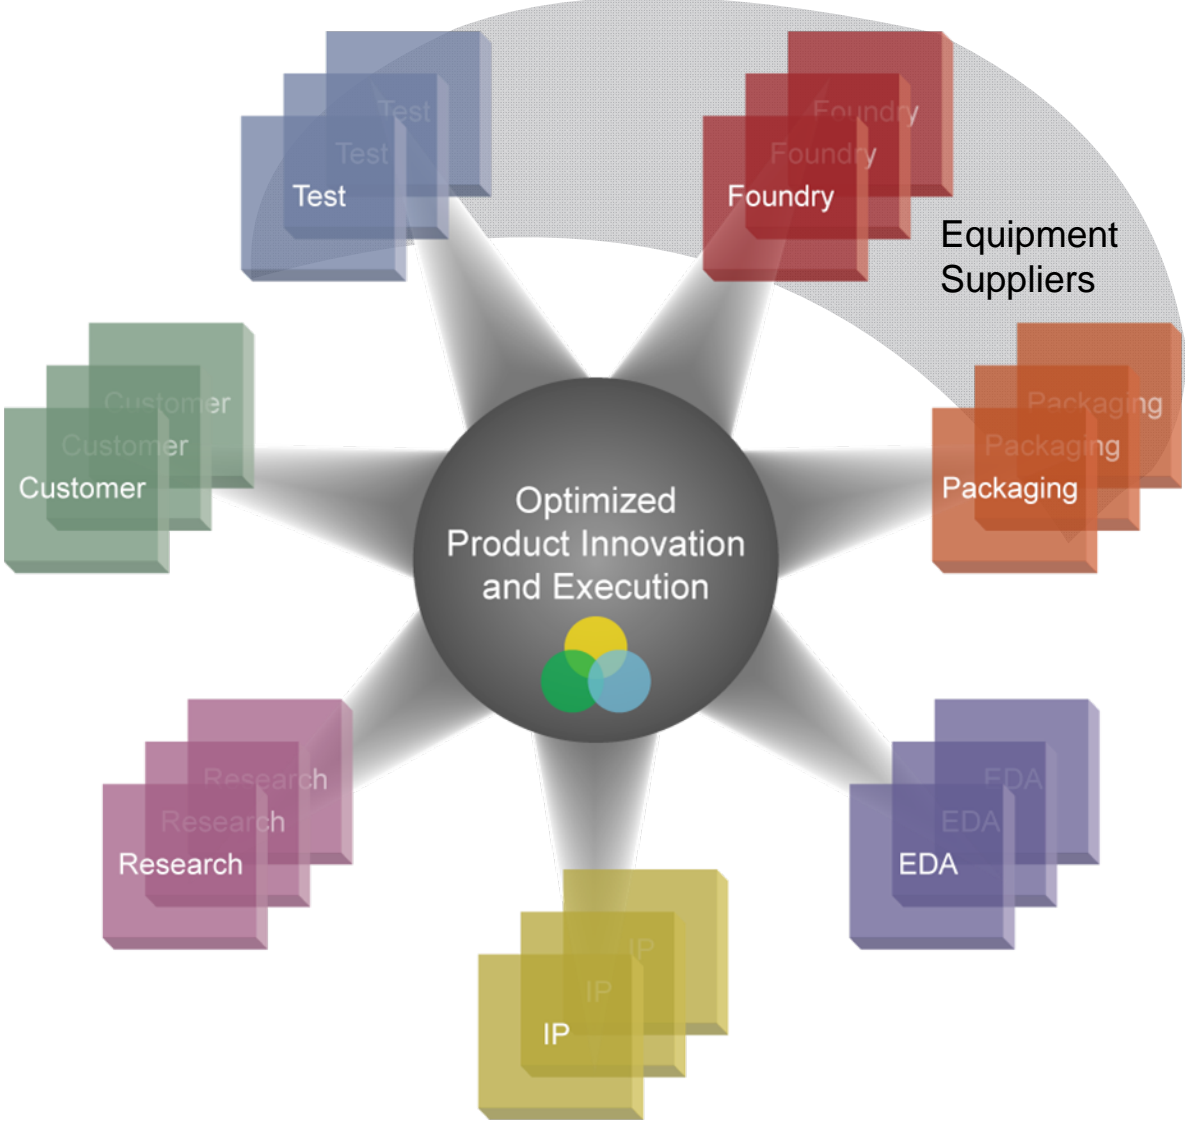 Test
Test
Test
Foundry
Foundry
Foundry
Equipment
Suppliers
Customer
Customer
Customer
Packaging
Packaging
Packaging
Optimized
Product Innovation
and Execution
Research
Research
Research
EDA
EDA
EDA
IP
IP
IP